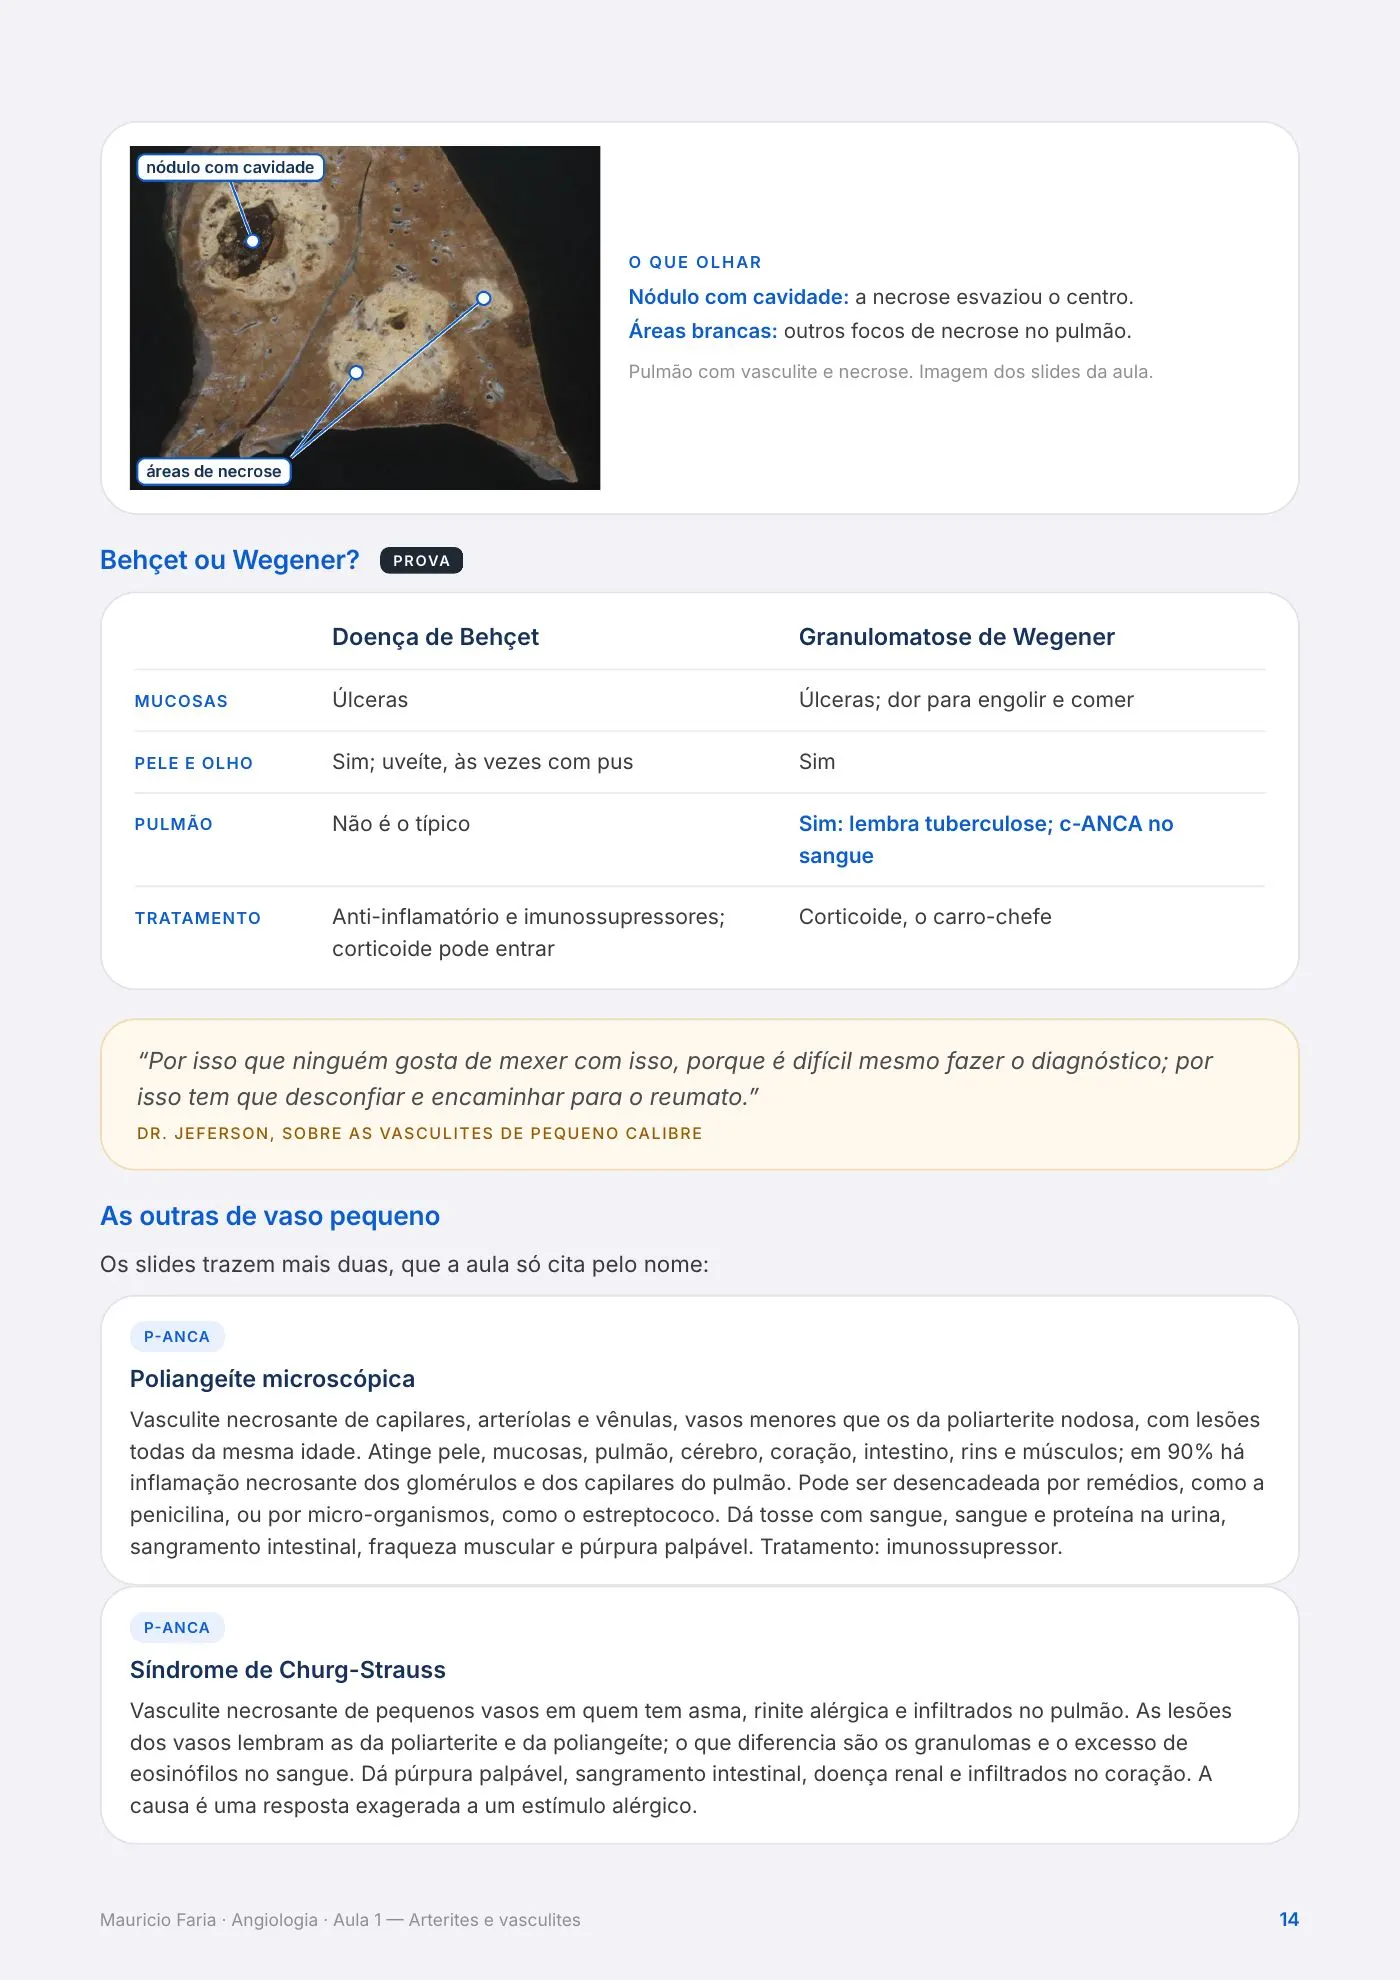 nódulo com cavidade
áreas de necrose
O QUE OLHAR
Nódulo com cavidade: a necrose esvaziou o centro.
Áreas brancas: outros focos de necrose no pulmão.
Pulmão com vasculite e necrose. Imagem dos slides da aula.
Behçet ou Wegener? PROVA
Doença de Behçet Granulomatose de Wegener
MUCOSAS Úlceras Úlceras; dor para engolir e comer
PELE E OLHO Sim; uveíte, às vezes com pus Sim
PULMÃO Não é o típico Sim: lembra tuberculose; c-ANCA no
sangue
TRATAMENTO Anti-inflamatório e imunossupressores; Corticoide, o carro-chefe
corticoide pode entrar
“Por isso que ninguém gosta de mexer com isso, porque é difícil mesmo fazer o diagnóstico; por
isso tem que desconfiar e encaminhar para o reumato.”
DR. JEFERSON, SOBRE AS VASCULITES DE PEQUENO CALIBRE
As outras de vaso pequeno
Os slides trazem mais duas, que a aula só cita pelo nome:
P-ANCA
Poliangeíte microscópica
Vasculite necrosante de capilares, arteríolas e vênulas, vasos menores que os da poliarterite nodosa, com lesões
todas da mesma idade. Atinge pele, mucosas, pulmão, cérebro, coração, intestino, rins e músculos; em 90% há
inflamação necrosante dos glomérulos e dos capilares do pulmão. Pode ser desencadeada por remédios, como a
penicilina, ou por micro-organismos, como o estreptococo. Dá tosse com sangue, sangue e proteína na urina,
sangramento intestinal, fraqueza muscular e púrpura palpável. Tratamento: imunossupressor.
P-ANCA
Síndrome de Churg-Strauss
Vasculite necrosante de pequenos vasos em quem tem asma, rinite alérgica e infiltrados no pulmão. As lesões
dos vasos lembram as da poliarterite e da poliangeíte; o que diferencia são os granulomas e o excesso de
eosinófilos no sangue. Dá púrpura palpável, sangramento intestinal, doença renal e infiltrados no coração. A
causa é uma resposta exagerada a um estímulo alérgico.
Mauricio Faria · Angiologia · Aula 1 — Arterites e vasculites 14